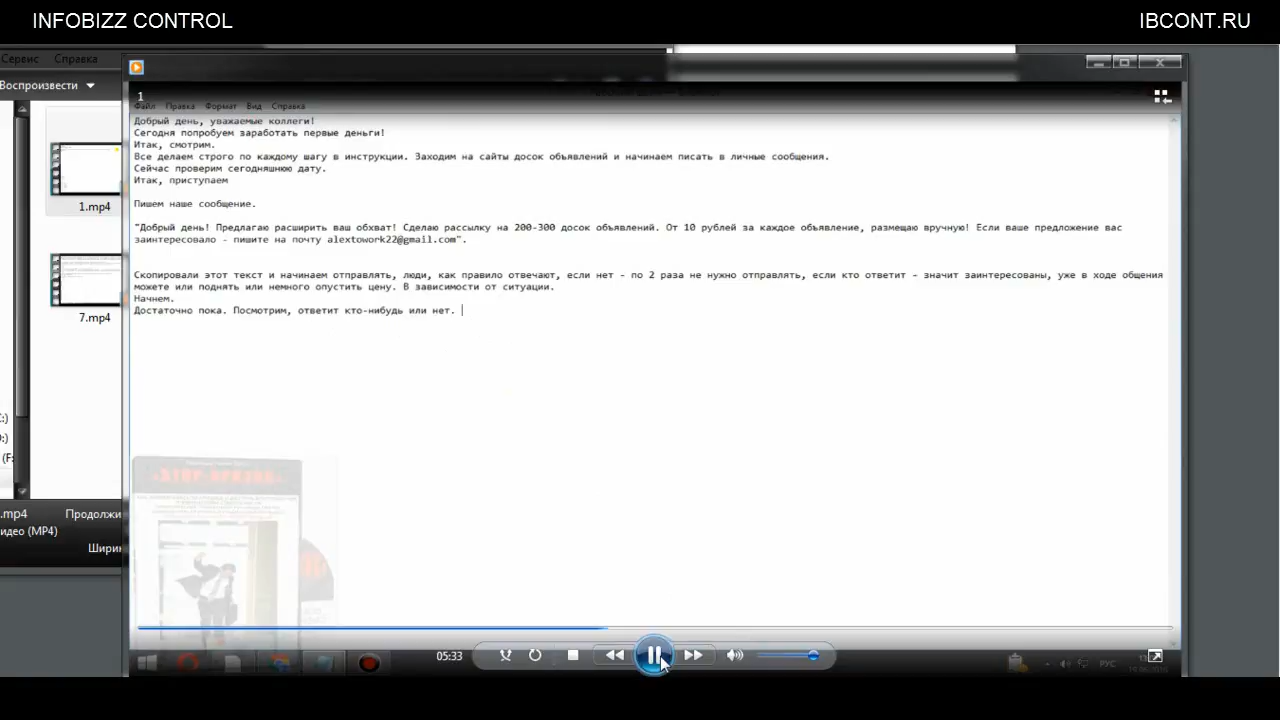 INFOBIZZ CONTROL
IBCONT.RU
Сервис Справка
Воспроизвести
1
Файл Правка Формат Вид Справка
Добрый день, уважаемые коллеги!
Сегодня попробуем заработать первые деньги!
Итак, смотрим.
Все делаем строго по каждому шагу в инструкции. Заходим на сайты досок объявлений и начинаем писать в личные сообщения.
Сейчас проверим сегодняшнюю дату.
Итак, приступаем
Пишем наше сообщение.
"Добрый день! Предлагаю расширить ваш обхват! Сделаю рассылку на 200-300 досок объявлений. От 10 рублей за каждое объявление, размещаю вручную! Если ваше предложение вас
заинтересовало - пишите на почту alextowork22@gmail.com".
Скопировали этот текст и начинаем отправлять, люди, как правило отвечают, если нет - по 2 раза не нужно отправлять, если кто ответит - значит заинтересованы, уже в ходе общения
можете или поднять или немного опустить цену. В зависимости от ситуации.
Начнем.
Достаточно пока. Посмотрим, ответит кто-нибудь или нет.
1.mp4
7.mp4
.mp4
Продолжи
идео (MP4)
Ширин
05:33
РУС